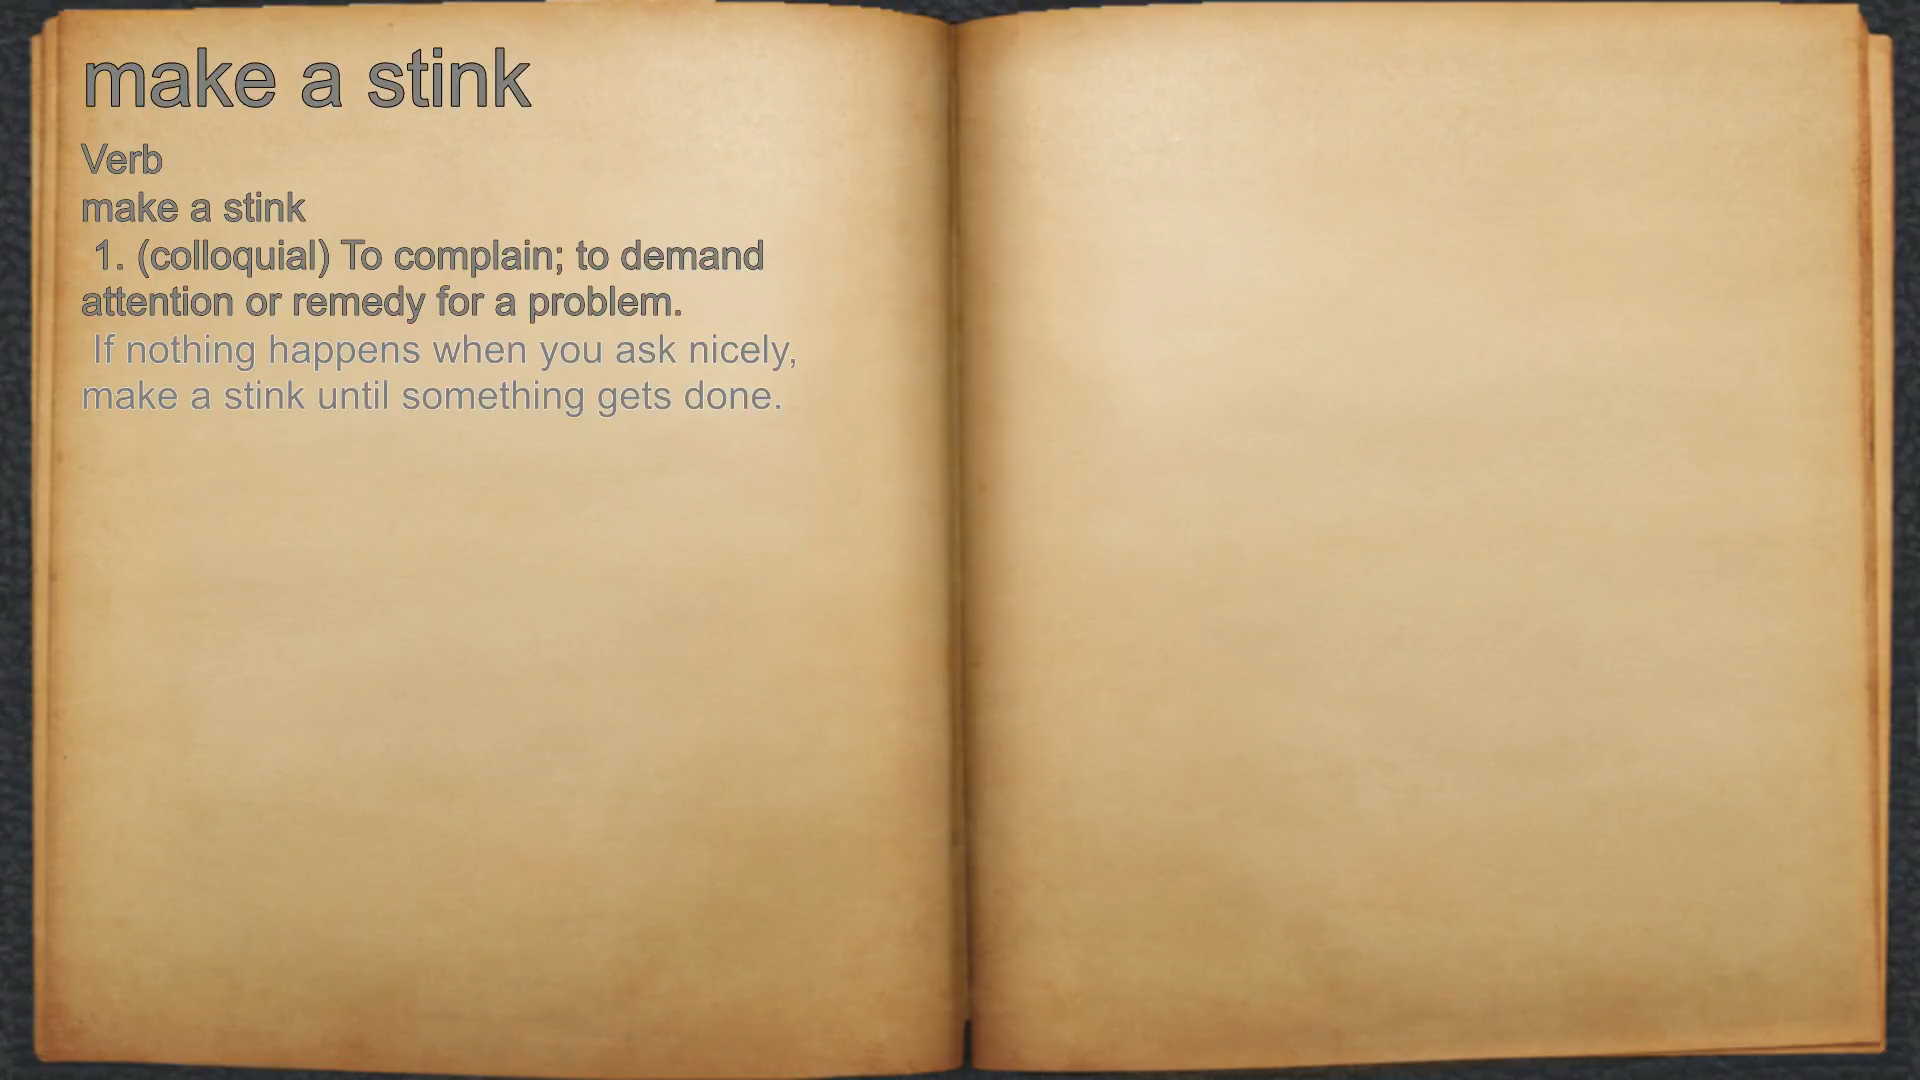 make a stink
Verb
make a stink
1. (colloquial) To complain; to demand
attention or remedy for a problem.
If nothing happens when you ask nicely,
make a stink until something gets done.